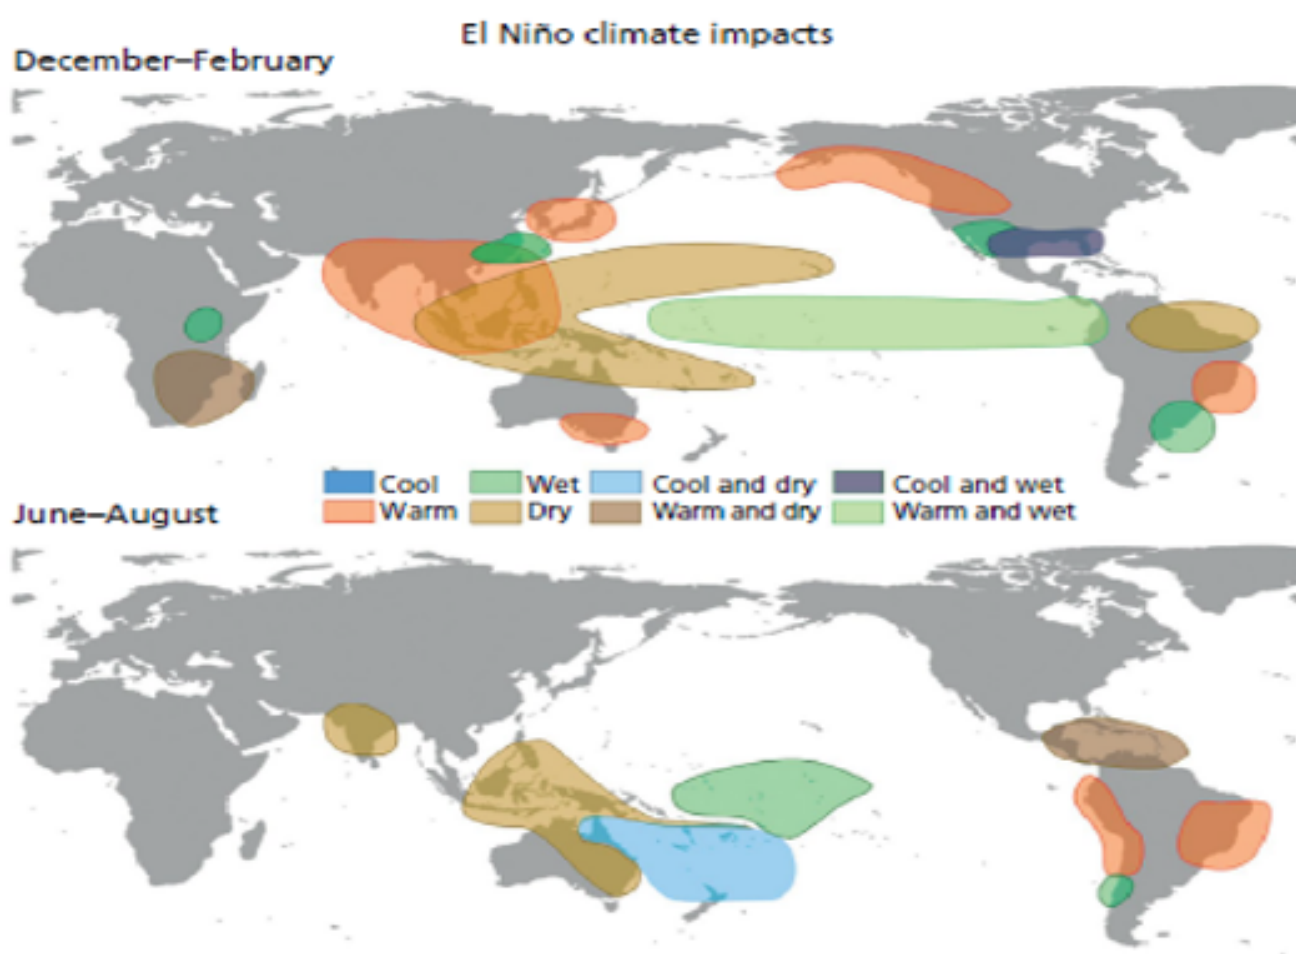 El Niño climate impacts
December–February
Cool
Wet
Cool and dry
Cool and wet
Warm
Dry
Warm and dry
Warm and wet
June–August